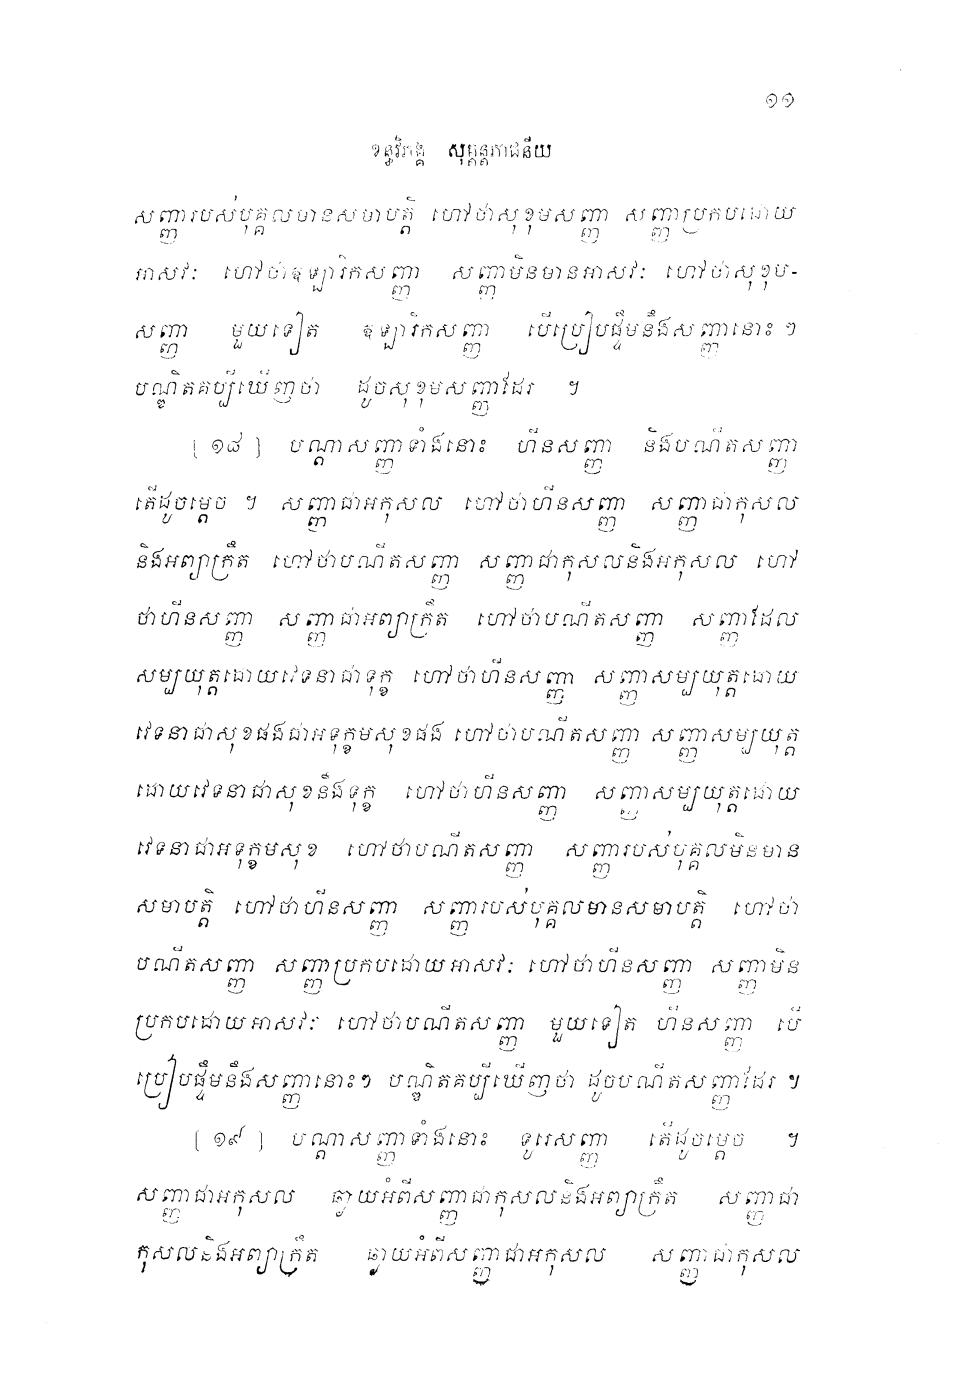 ១១
ខន្ធវិភង្គ សុត្តន្តភាជនីយ
សញ្ញារបស់បុគ្គលមានសមាបត្តិ ហៅថាសុខុមសញ្ញា សញ្ញាប្រកបដោយ
អាសវៈ ហៅថាឱឡារិកសញ្ញា សញ្ញាមិនមានអាសវៈ ហៅថាសុខុម-
សញ្ញា មួយទៀត ឱឡារិកសញ្ញា បើប្រៀបផ្ទឹមនឹងសញ្ញានោះ ៗ
បណ្ឌិតគប្បីឃើញថា ដូចសុខុមសញ្ញាដែរ ។
[ ១៨ ] បណ្តាសញ្ញាទាំងនោះ ហីនសញ្ញា និងបណីតសញ្ញា
តើដូចម្តេច ។ សញ្ញាជាអកុសល ហៅថាហីនសញ្ញា សញ្ញាជាកុសល
និងអព្យាក្រឹត ហៅថាបណីតសញ្ញា សញ្ញាជាកុសលនិងអកុសល ហៅ
ថាហីនសញ្ញា សញ្ញាជាអព្យាក្រឹត ហៅថាបណីតសញ្ញា សញ្ញាដែល
សម្បយុត្តដោយវេទនាជាទុក្ខ ហៅថាហីនសញ្ញា សញ្ញាសម្បយុត្តដោយ
វេទនាជាសុខផងជាអទុក្ខមសុខផង ហៅថាបណីតសញ្ញា សញ្ញាសម្បយុត្ត
ដោយវេទនាជាសុខនឹងទុក្ខ ហៅថាហីនសញ្ញា សញ្ញាសម្បយុត្តដោយ
វេទនាជាអទុក្ខមសុខ ហៅថាបណីតសញ្ញា សញ្ញារបស់បុគ្គលមិនមាន
សមាបត្តិ ហៅថាហីនសញ្ញា សញ្ញារបស់បុគ្គលមានសមាបត្តិ ហៅថា
បណីតសញ្ញា សញ្ញាប្រកបដោយអាសវៈ ហៅថាហីនសញ្ញា សញ្ញាមិន
ប្រកបដោយអាសវៈ ហៅថាបណីតសញ្ញា មួយទៀត ហីនសញ្ញា បើ
ប្រៀបផ្ទឹមនឹងសញ្ញានោះៗ បណ្ឌិតគប្បីឃើញថា ដូចបណីតសញ្ញាដែរ ។
[ ១៩ ] បណ្តាសញ្ញាទាំងនោះ ទូរេសញ្ញា តើដូចម្តេច ។
សញ្ញាជាអកុសល ឆ្ងាយអំពីសញ្ញាជាកុសលនិងអព្យាក្រឹត សញ្ញាជា
កុសលនិងអព្យាក្រឹត ឆ្ងាយអំពីសញ្ញាជាអកុសល សញ្ញាជាកុសល